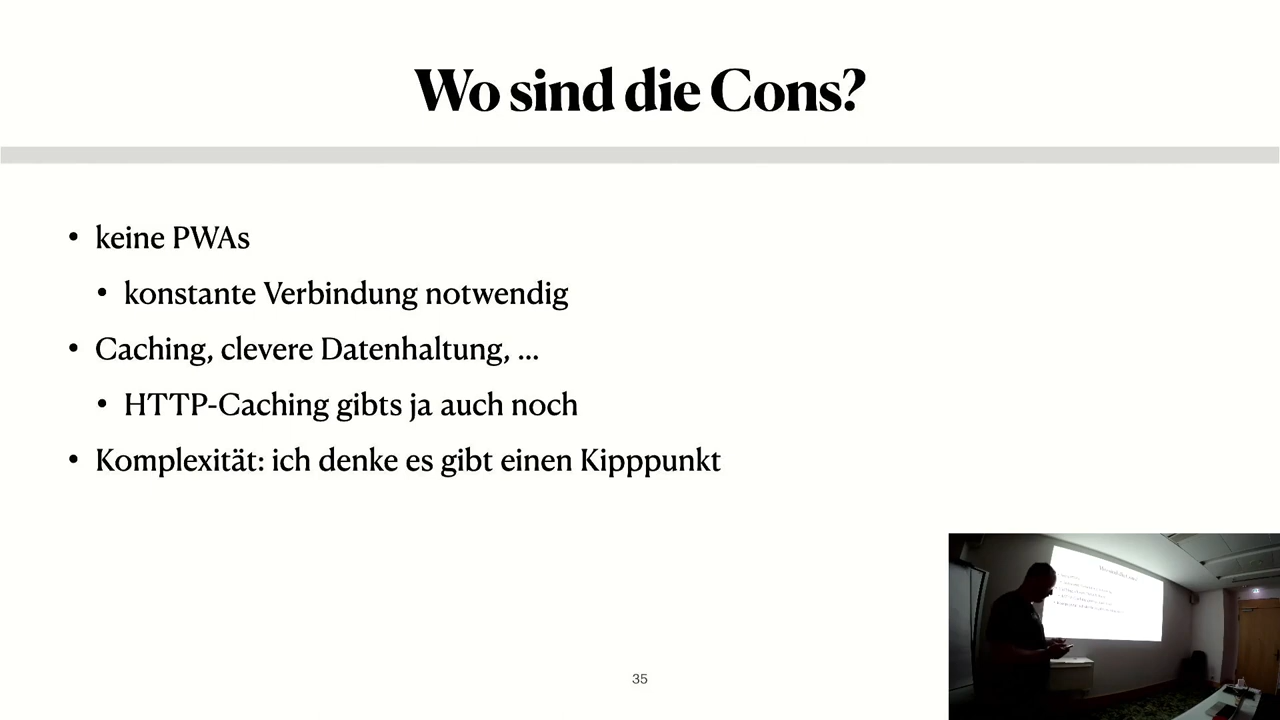 Wo sind die Cons?
• keine PWAs
• konstante Verbindung notwendig
• Caching, clevere Datenhaltung, ...
• HTTP-Caching gibts ja auch noch
• Komplexität: ich denke es gibt einen Kipppunkt
35